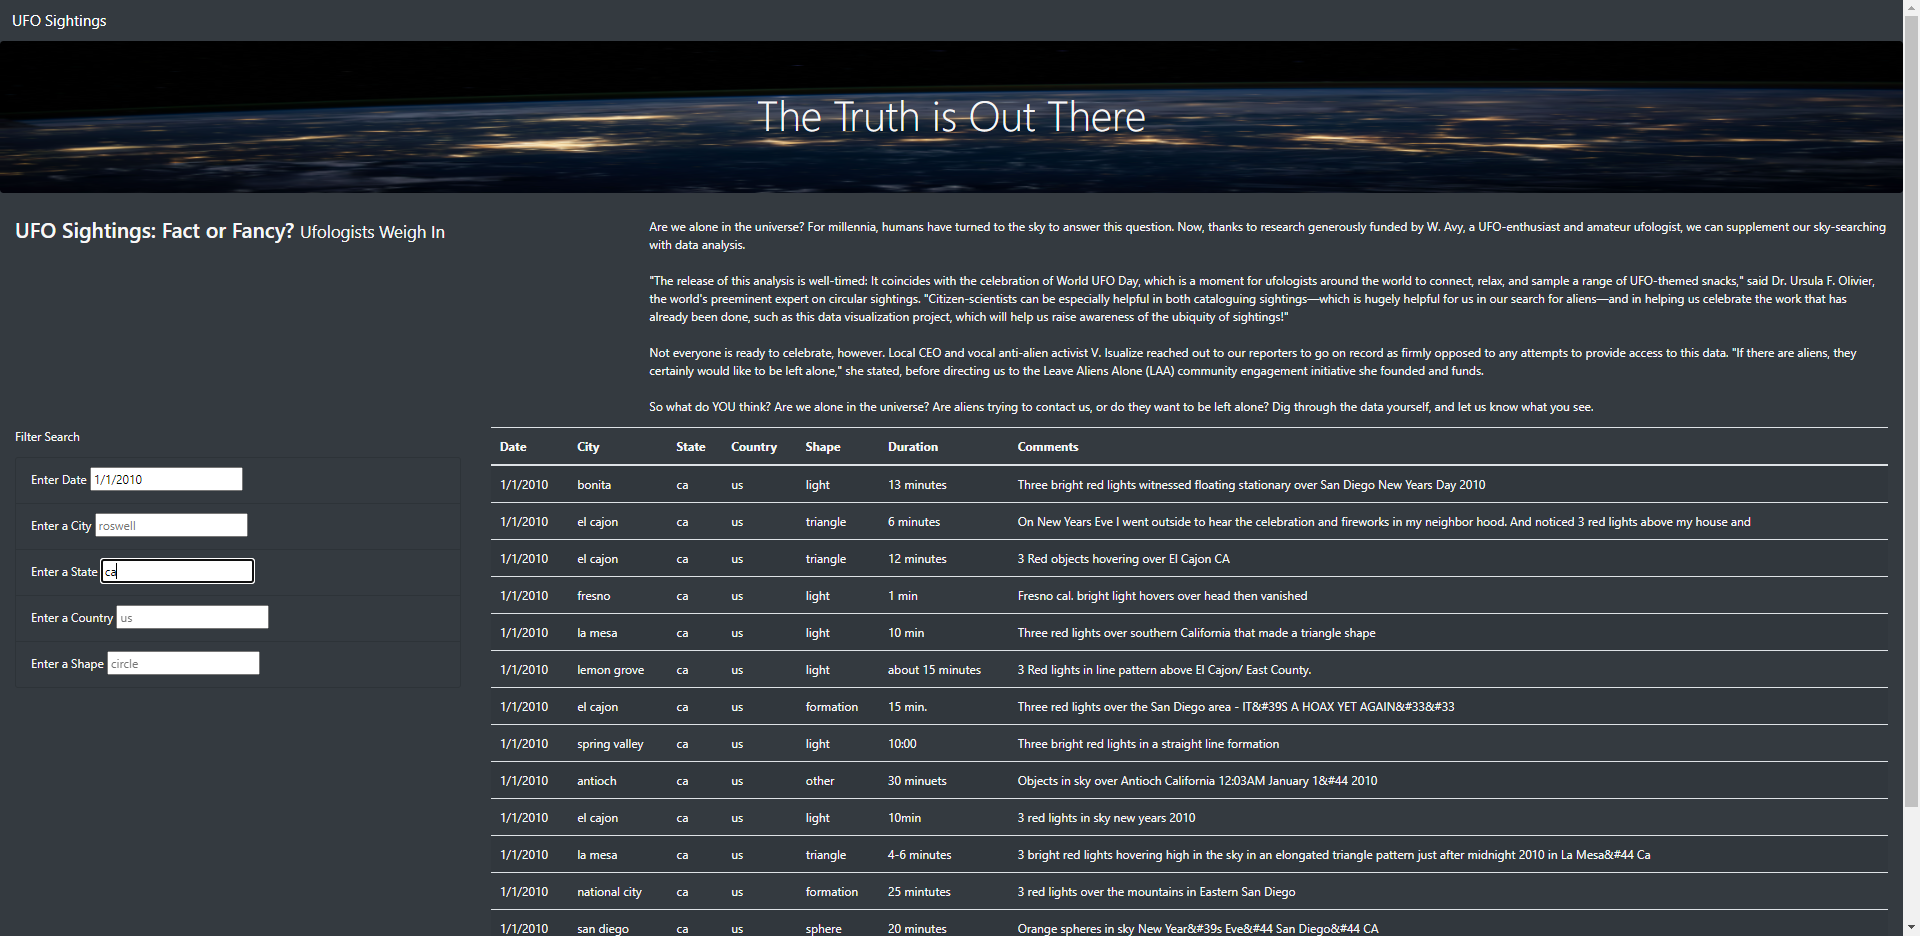 UFO Sightings
The Truth is Out There
UFO Sightings: Fact or Fancy? Ufologists Weigh In
Are we alone in the universe? For millennia, humans have turned to the sky to answer this question. Now, thanks to research generously funded by W. Avy, a UFO-enthusiast and amateur ufologist, we can supplement our sky-searching
with data analysis.
"The release of this analysis is well-timed: It coincides with the celebration of World UFO Day, which is a moment for ufologists around the world to connect, relax, and sample a range of UFO-themed snacks," said Dr. Ursula F. Olivier,
the world's preeminent expert on circular sightings. "Citizen-scientists can be especially helpful in both cataloguing sightings—which is hugely helpful for us in our search for aliens—and in helping us celebrate the work that has
already been done, such as this data visualization project, which will help us raise awareness of the ubiquity of sightings!"
Not everyone is ready to celebrate, however. Local CEO and vocal anti-alien activist V. Isualize reached out to our reporters to go on record as firmly opposed to any attempts to provide access to this data. "If there are aliens, they
certainly would like to be left alone," she stated, before directing us to the Leave Aliens Alone (LAA) community engagement initiative she founded and funds.
So what do YOU think? Are we alone in the universe? Are aliens trying to contact us, or do they want to be left alone? Dig through the data yourself, and let us know what you see.
Filter Search
Enter Date 1/1/2010
Enter a City roswell
Enter a State ca
Enter a Country us
Enter a Shape circle
Date City State Country Shape Duration Comments
1/1/2010 bonita ca us light 13 minutes Three bright red lights witnessed floating stationary over San Diego New Years Day 2010
1/1/2010 el cajon ca us triangle 6 minutes On New Years Eve I went outside to hear the celebration and fireworks in my neighbor hood. And noticed 3 red lights above my house and
1/1/2010 el cajon ca us triangle 12 minutes 3 Red objects hovering over El Cajon CA
1/1/2010 fresno ca us light 1 min Fresno cal. bright light hovers over head then vanished
1/1/2010 la mesa ca us light 10 min Three red lights over southern California that made a triangle shape
1/1/2010 lemon grove ca us light about 15 minutes 3 Red lights in line pattern above El Cajon/ East County.
1/1/2010 el cajon ca us formation 15 min. Three red lights over the San Diego area - IT&#39S A HOAX YET AGAIN&#33&#33
1/1/2010 spring valley ca us light 10:00 Three bright red lights in a straight line formation
1/1/2010 antioch ca us other 30 minuets Objects in sky over Antioch California 12:03AM January 1&#44 2010
1/1/2010 el cajon ca us light 10min 3 red lights in sky new years 2010
1/1/2010 la mesa ca us triangle 4-6 minutes 3 bright red lights hovering high in the sky in an elongated triangle pattern just after midnight 2010 in La Mesa&#44 Ca
1/1/2010 national city ca us formation 25 mintutes 3 red lights over the mountains in Eastern San Diego
1/1/2010 san diego ca us sphere 20 minutes Orange spheres in sky New Year&#39s Eve&#44 San Diego&#44 CA